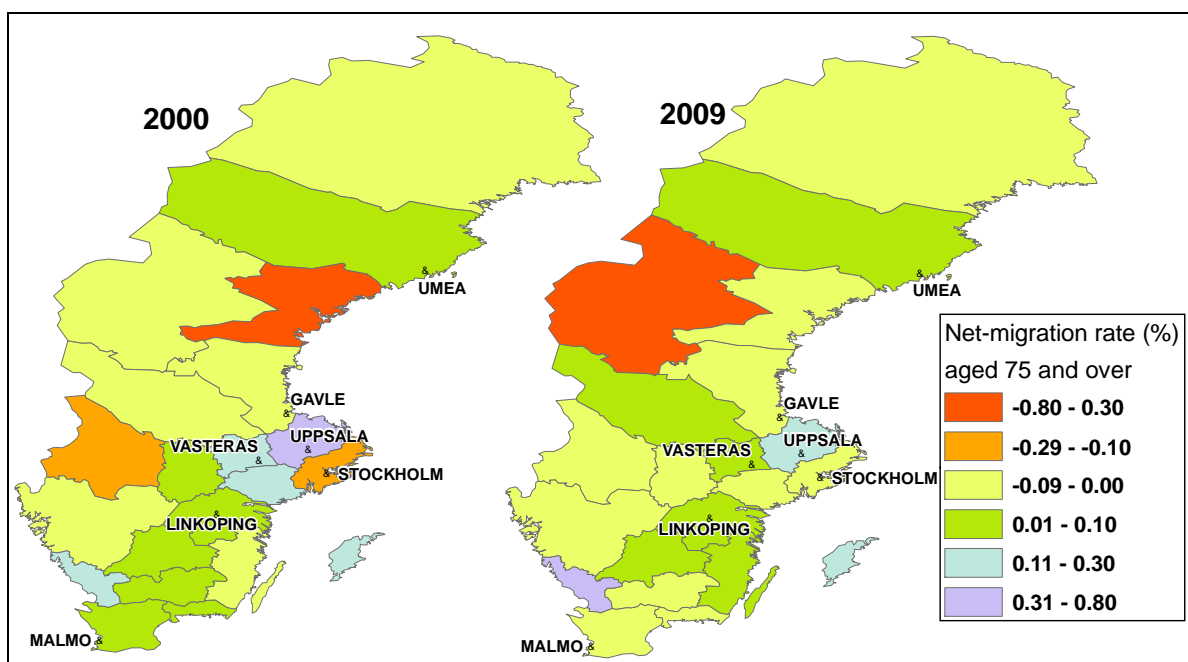 2000
UMEA
GAVLE
VÄSTERAS
UPPSALA
STOCKHOLM
LINKOPING
MALMO
2009
UMEA
GAVLE
VÄSTERAS
UPPSALA
STOCKHOLM
LINKOPING
MALMO
Net-migration rate (%)
aged 75 and over
-0.80 - 0.30
-0.29 - -0.10
-0.09 - 0.00
0.01 - 0.10
0.11 - 0.30
0.31 - 0.80